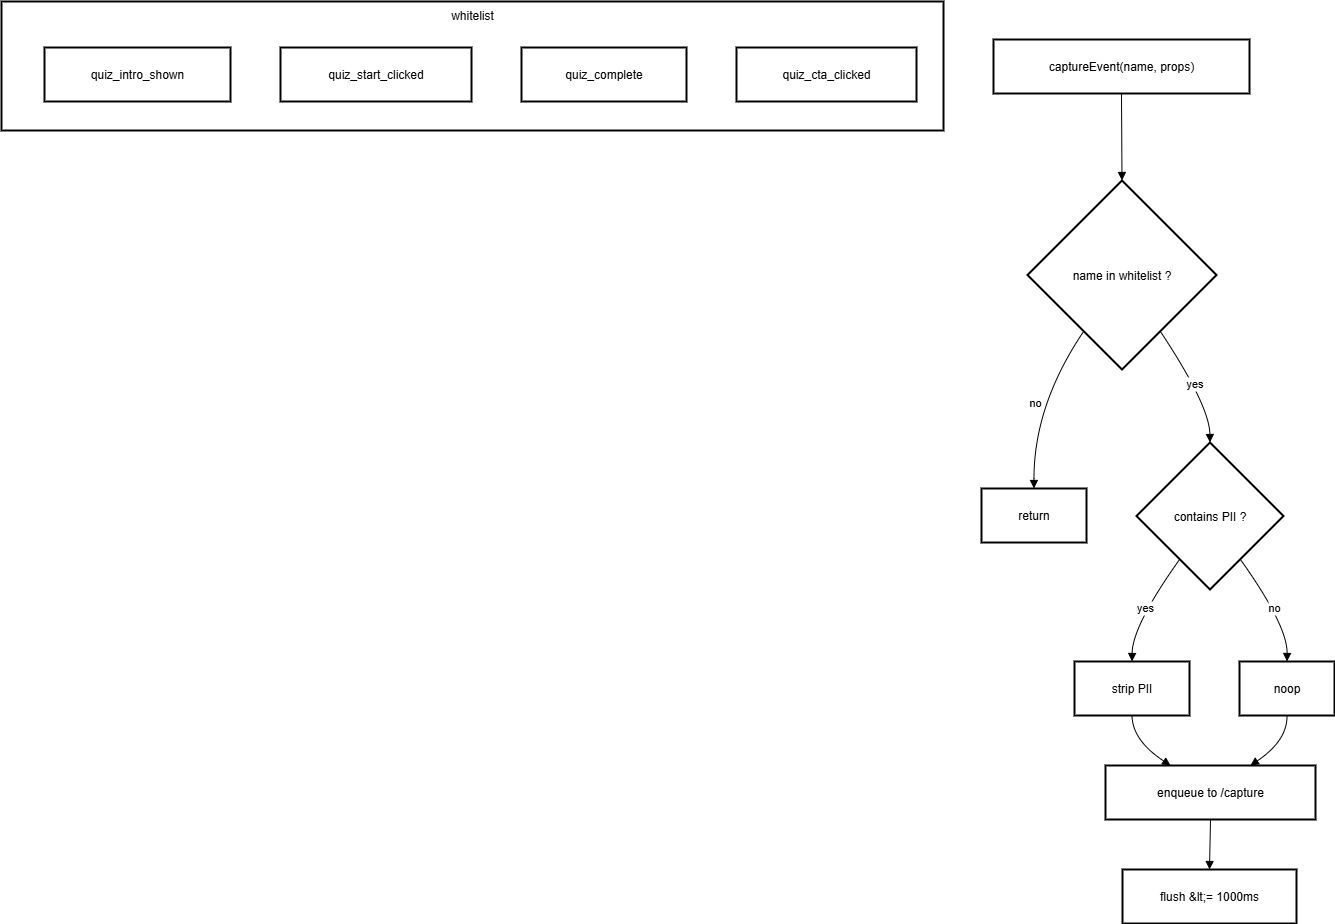 whitelist
quiz_intro_shown
quiz_start_clicked
quiz_complete
quiz_cta_clicked
captureEvent(name, props)
name in whitelist ?
no
yes
return
contains PII ?
yes
no
strip PII
noop
enqueue to /capture
flush &lt;= 1000ms